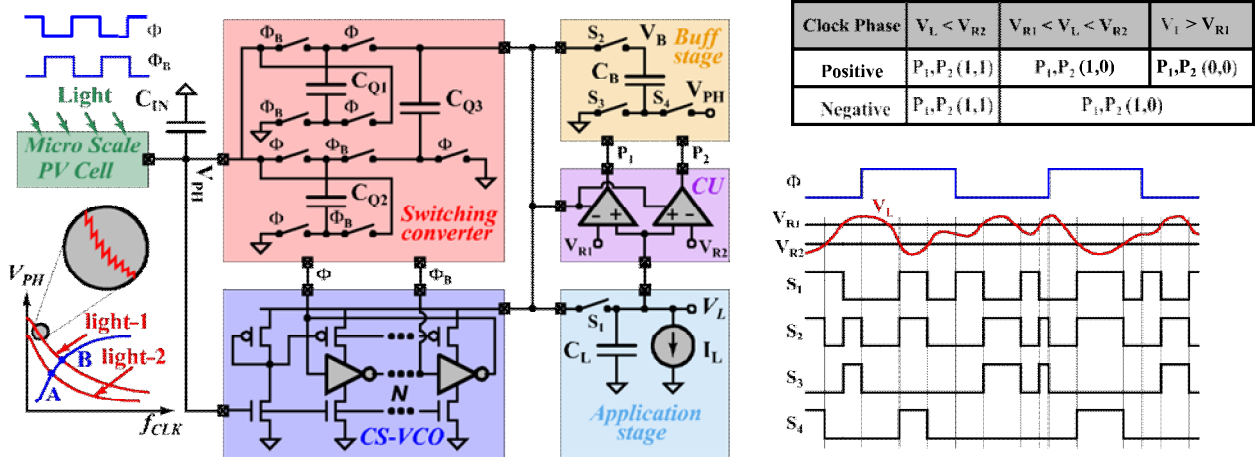 Φ
Φ_B
Light
C_IN
Micro Scale
PV Cell
V_PH
V_PH
light-1
light-2
B
A
f_CLK
Φ_B
Φ
C_Q1
C_Q3
Φ_B
Φ
Φ
Φ_B
Φ
C_Q2
Φ
Φ_B
Switching
converter
Φ
Φ_B
N
CS-VCO
S_2
V_B
Buff
stage
C_B
S_3
S_4
V_PH
P_1
P_2
CU
− +
+ −
V_R1
V_R2
S_1
V_L
C_L
I_L
Application
stage
Clock Phase V_L < V_R2 V_R1 < V_L < V_R2 V_L > V_R1
Positive P_1,P_2 (1,1) P_1,P_2 (1,0) P_1,P_2 (0,0)
Negative P_1,P_2 (1,1) P_1,P_2 (1,0)
Φ
V_L
V_R1
V_R2
S_1
S_2
S_3
S_4